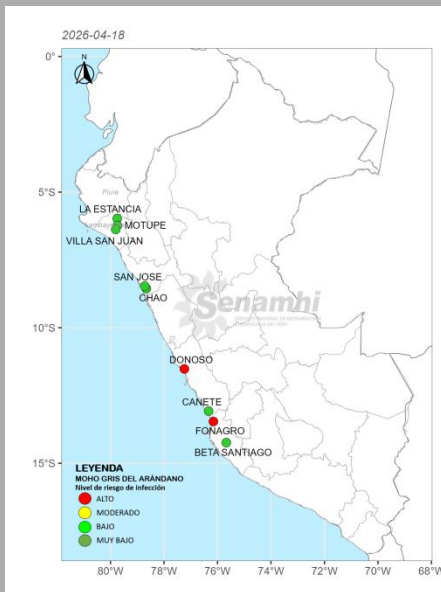 2026-04-18
N
0°
Piura
LA ESTANCIA
MOTUPE
VILLA SAN JUAN
5°S
SAN JOSE
CHAO
Senamhi
10°S
DONOSO
CANETE
FONAGRO
BETA SANTIAGO
15°S
LEYENDA
MOHO GRIS DEL ARÁNDANO
Nivel de riesgo de infección
ALTO
MODERADO
BAJO
MUY BAJO
80°W 78°W 76°W 74°W 72°W 70°W 68°W